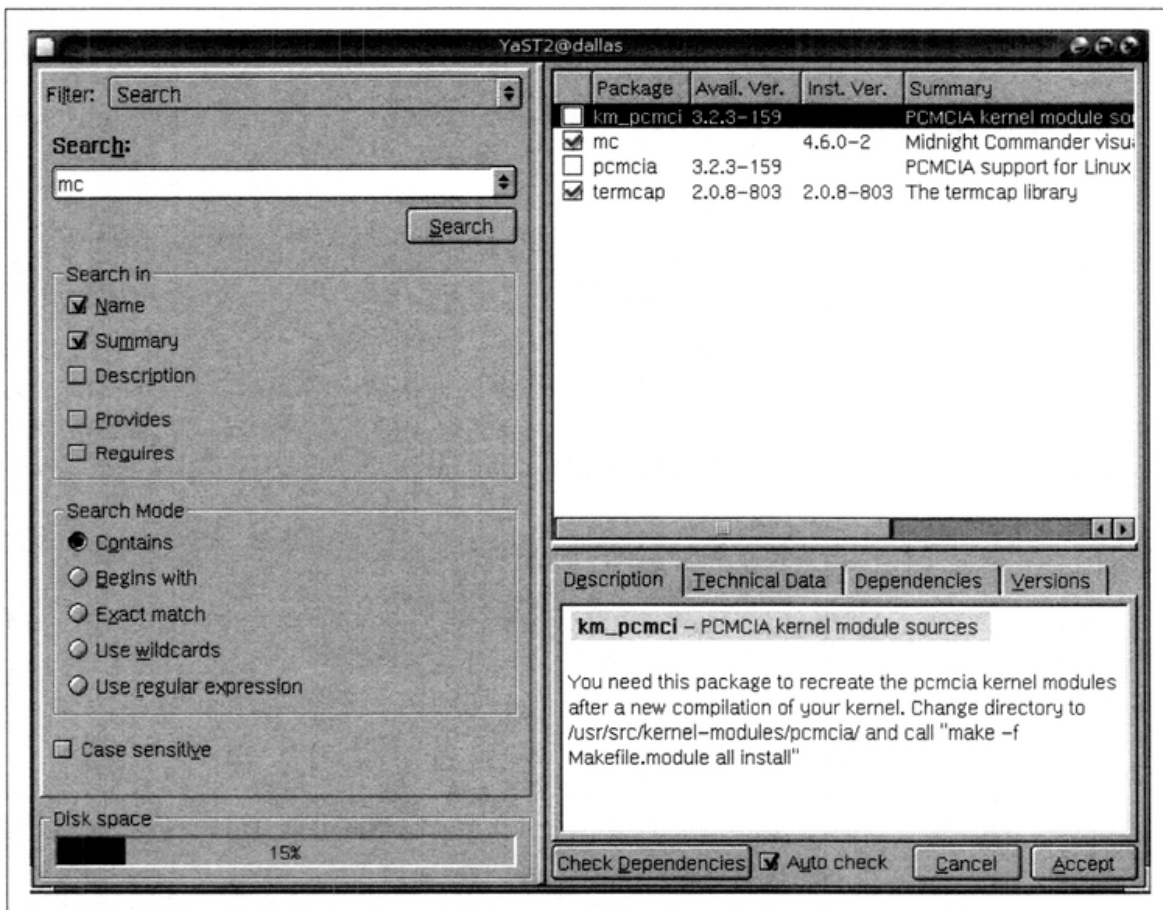 YaST2@dallas
Filter: Search
Search:
mc
Search
Search in
Name
Summary
Description
Provides
Requires
Search Mode
Contains
Begins with
Exact match
Use wildcards
Use regular expression
Case sensitive
Disk space
15%
Package Avail. Ver. Inst. Ver. Summary
km_pcmci 3.2.3-159 PCMCIA kernel module sou
mc 4.6.0-2 Midnight Commander visua
pcmcia 3.2.3-159 PCMCIA support for Linux
termcap 2.0.8-803 2.0.8-803 The termcap library
Description Technical Data Dependencies Versions
km_pcmci – PCMCIA kernel module sources
You need this package to recreate the pcmcia kernel modules
after a new compilation of your kernel. Change directory to
/usr/src/kernel-modules/pcmcia/ and call "make -f
Makefile.module all install"
Check Dependencies Auto check Cancel Accept